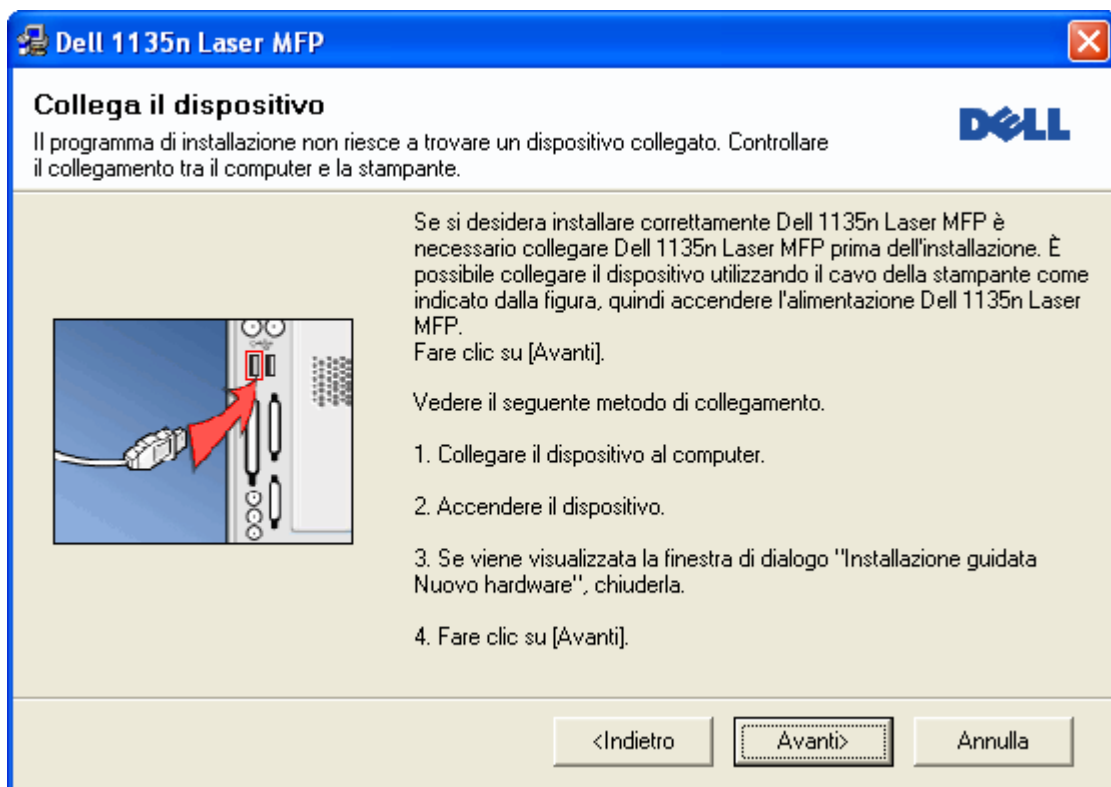 Dell 1135n Laser MFP
Collega il dispositivo
Il programma di installazione non riesce a trovare un dispositivo collegato. Controllare
il collegamento tra il computer e la stampante.
DELL
Se si desidera installare correttamente Dell 1135n Laser MFP è
necessario collegare Dell 1135n Laser MFP prima dell'installazione. È
possibile collegare il dispositivo utilizzando il cavo della stampante come
indicato dalla figura, quindi accendere l'alimentazione Dell 1135n Laser
MFP.
Fare clic su [Avanti].
Vedere il seguente metodo di collegamento.
1. Collegare il dispositivo al computer.
2. Accendere il dispositivo.
3. Se viene visualizzata la finestra di dialogo "Installazione guidata
Nuovo hardware", chiuderla.
4. Fare clic su [Avanti].
<Indietro
Avanti>
Annulla